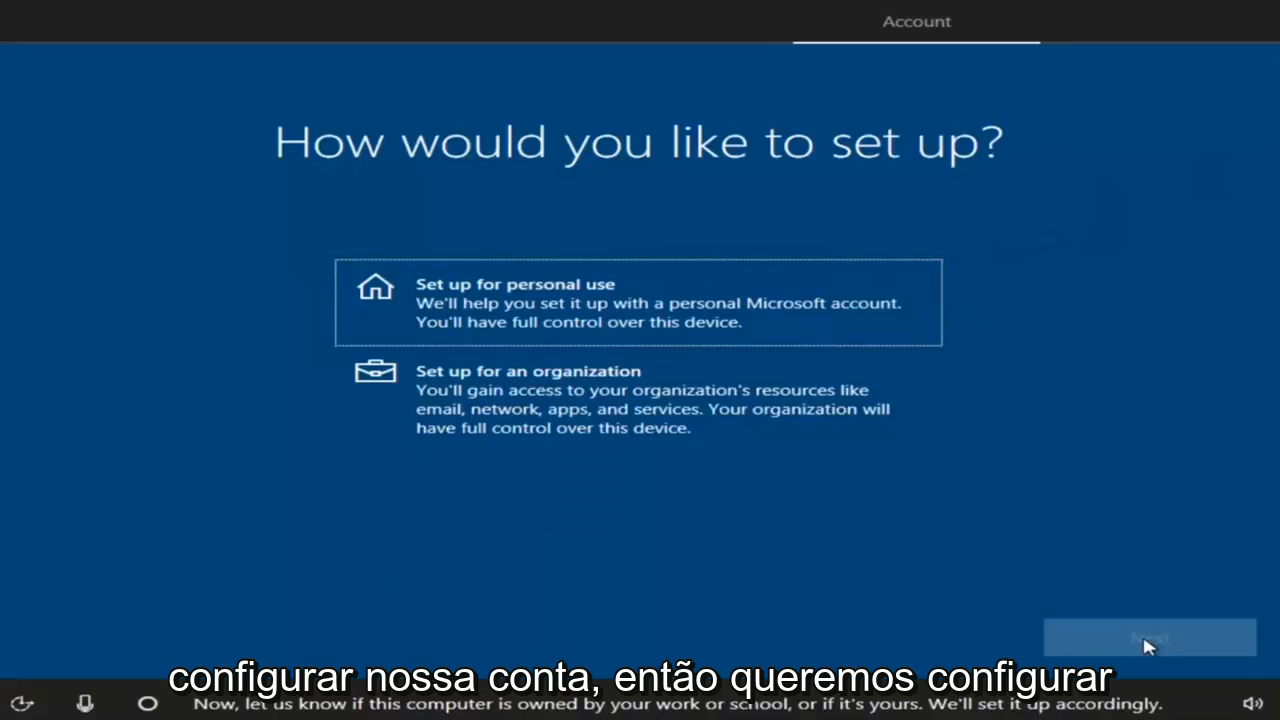 Account
How would you like to set up?
Set up for personal use
We'll help you set it up with a personal Microsoft account.
You'll have full control over this device.
Set up for an organization
You'll gain access to your organization's resources like
email, network, apps, and services. Your organization will
have full control over this device.
Next
configurar nossa conta, então queremos configurar
Now, let us know if this computer is owned by your work or school, or if it's yours. We'll set it up accordingly.